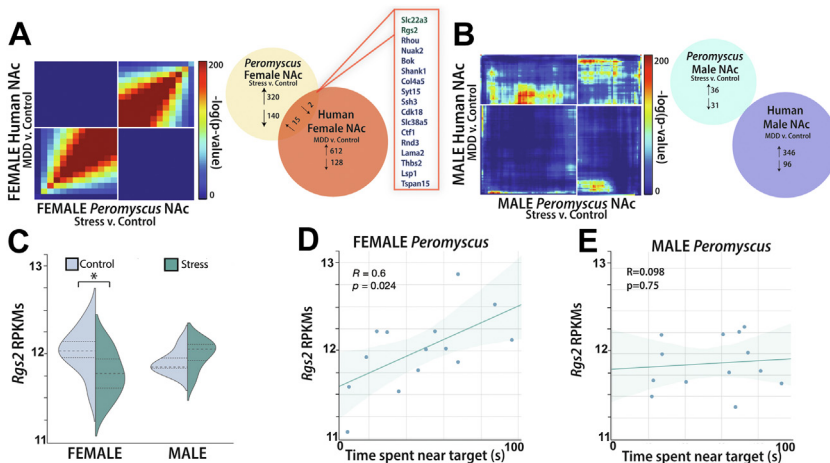 A
FEMALE Human NAc
MDD v. Control
FEMALE Peromyscus NAc
Stress v. Control
200
-log(p-value)
0
Peromyscus
Female NAc
Stress v. Control
↑ 320
↓ 140
↑ 15
↓ 2
Human
Female NAc
MDD v. Control
↑ 612
↓ 128
Slc22a3
Rgs2
Rhou
Nuak2
Bok
Shank1
Col4a5
Syt15
Ssh3
Cdk18
Slc38a5
Ctf1
Rnd3
Lama2
Thbs2
Lsp1
Tspan15
B
MALE Human NAc
MDD v. Control
MALE Peromyscus NAc
Stress v. Control
200
-log(p-value)
0
Peromyscus
Male NAc
Stress v. Control
↑ 36
↓ 31
Human
Male NAc
MDD v. Control
↑ 346
↓ 96
C
Rgs2 RPKMs
13
12
11
Control
Stress
*
FEMALE
MALE
D
FEMALE Peromyscus
Rgs2 RPKMs
13
12
11
R = 0.6
p = 0.024
0
100
Time spent near target (s)
E
MALE Peromyscus
Rgs2 RPKMs
13
12
11
R=0.098
p=0.75
0
100
Time spent near target (s)